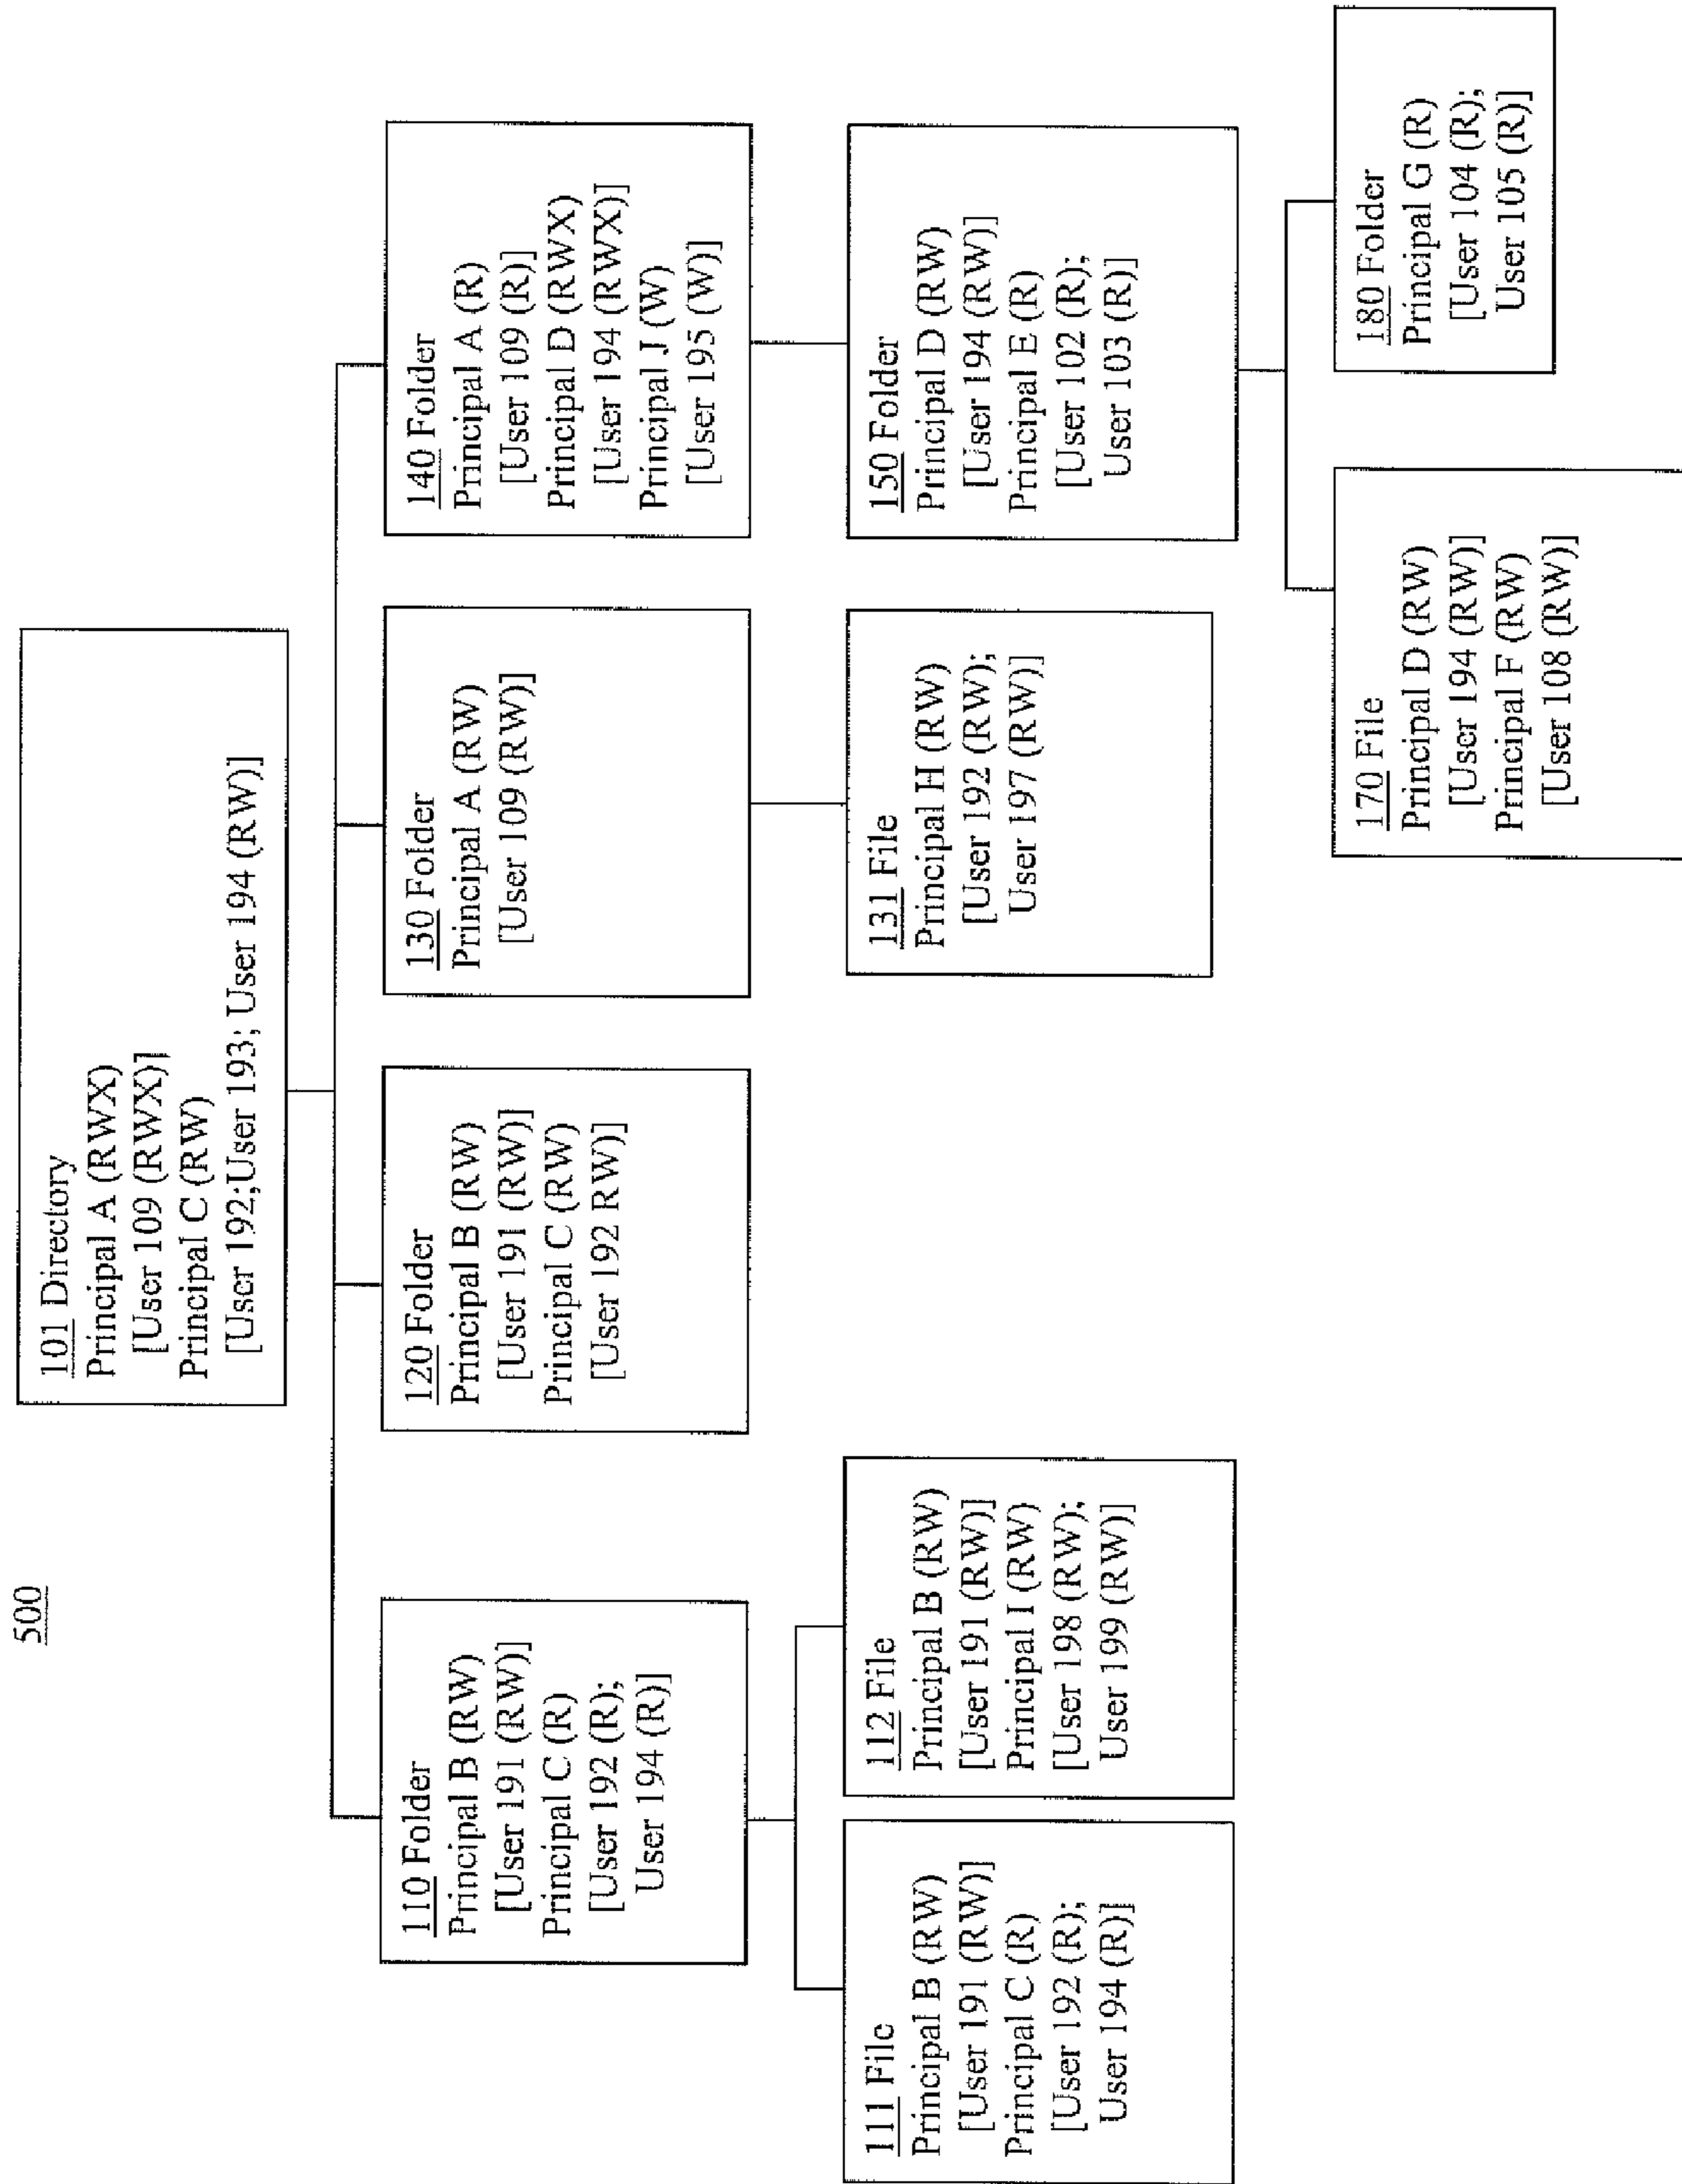 500
101 Directory
Principal A (RWX)
[User 109 (RWX)]
Principal C (RW)
[User 192;User 193; User 194 (RW)]
110 Folder
Principal B (RW)
[User 191 (RW)]
Principal C (R)
[User 192 (R);
User 194 (R)]
120 Folder
Principal B (RW)
[User 191 (RW)]
Principal C (RW)
[User 192 RW)]
130 Folder
Principal A (RW)
[User 109 (RW)]
140 Folder
Principal A (R)
[User 109 (R)]
Principal D (RWX)
[User 194 (RWX)]
Principal J (W)
[User 195 (W)]
111 File
Principal B (RW)
[User 191 (RW)]
Principal C (R)
[User 192 (R);
User 194 (R)]
112 File
Principal B (RW)
[User 191 (RW)]
Principal I (RW)
[User 198 (RW);
User 199 (RW)]
131 File
Principal H (RW)
[User 192 (RW);
User 197 (RW)]
150 Folder
Principal D (RW)
[User 194 (RW)]
Principal E (R)
[User 102 (R);
User 103 (R)]
170 File
Principal D (RW)
[User 194 (RW)]
Principal F (RW)
[User 108 (RW)]
180 Folder
Principal G (R)
[User 104 (R);
User 105 (R)]